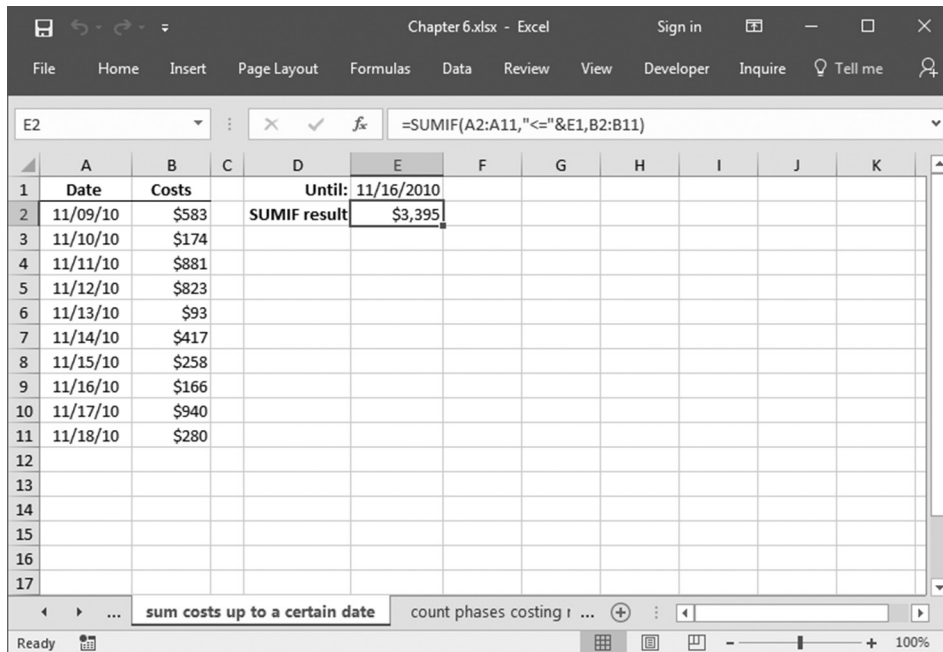 Chapter 6.xlsx - Excel Sign in
File Home Insert Page Layout Formulas Data Review View Developer Inquire Tell me
E2 fx =SUMIF(A2:A11,"<="&E1,B2:B11)
A B C D E F G H I J K
1 Date Costs Until: 11/16/2010
2 11/09/10 $583 SUMIF result $3,395
3 11/10/10 $174
4 11/11/10 $881
5 11/12/10 $823
6 11/13/10 $93
7 11/14/10 $417
8 11/15/10 $258
9 11/16/10 $166
10 11/17/10 $940
11 11/18/10 $280
12
13
14
15
16
17
... sum costs up to a certain date count phases costing ...
Ready 100%